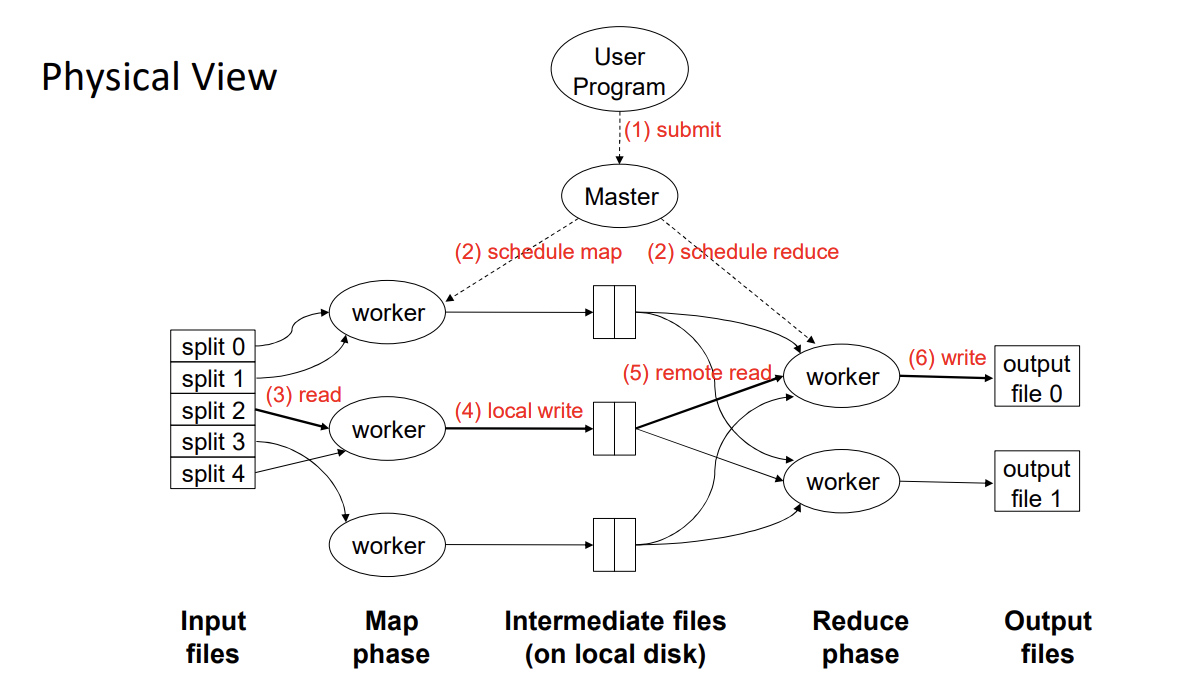 Physical View
User
Program
(1) submit
Master
(2) schedule map
(2) schedule reduce
worker
split 0
split 1
split 2
split 3
split 4
(3) read
worker
(4) local write
worker
(5) remote read
worker
(6) write
output
file 0
worker
output
file 1
Input
files
Map
phase
Intermediate files
(on local disk)
Reduce
phase
Output
files